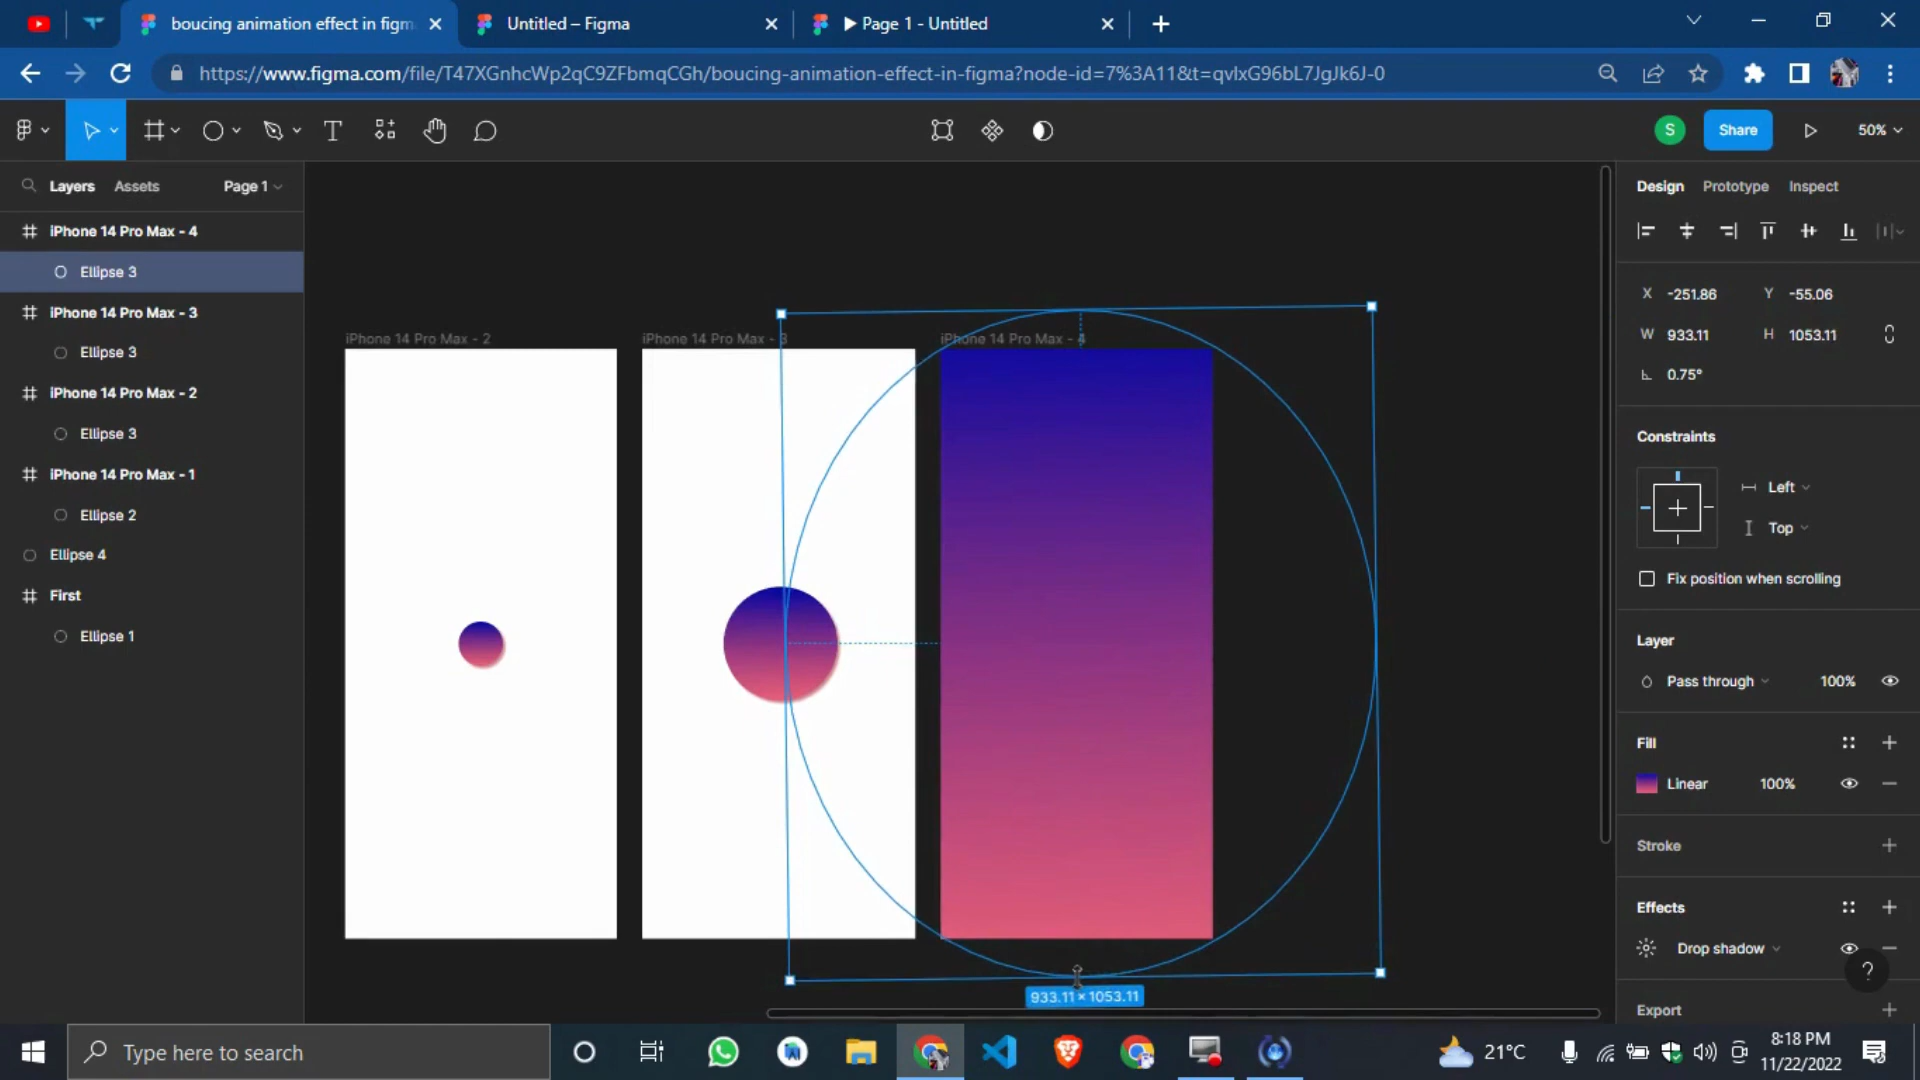 boucing animation effect in figm
Untitled – Figma
▶ Page 1 - Untitled
https://www.figma.com/file/T47XGnhcWp2qC9ZFbmqCGh/boucing-animation-effect-in-figma?node-id=7%3A11&t=qvlxG96bL7JgJk6J-0
S
Share
50%
Layers
Assets
Page 1
iPhone 14 Pro Max - 4
Ellipse 3
iPhone 14 Pro Max - 3
Ellipse 3
iPhone 14 Pro Max - 2
Ellipse 3
iPhone 14 Pro Max - 1
Ellipse 2
Ellipse 4
First
Ellipse 1
iPhone 14 Pro Max - 2
iPhone 14 Pro Max - 3
iPhone 14 Pro Max - 4
933.11 × 1053.11
Design
Prototype
Inspect
X -251.86
Y -55.06
W 933.11
H 1053.11
0.75°
Constraints
Left
Top
Fix position when scrolling
Layer
Pass through
100%
Fill
Linear
100%
Stroke
Effects
Drop shadow
?
Export
Type here to search
21°C
8:18 PM
11/22/2022